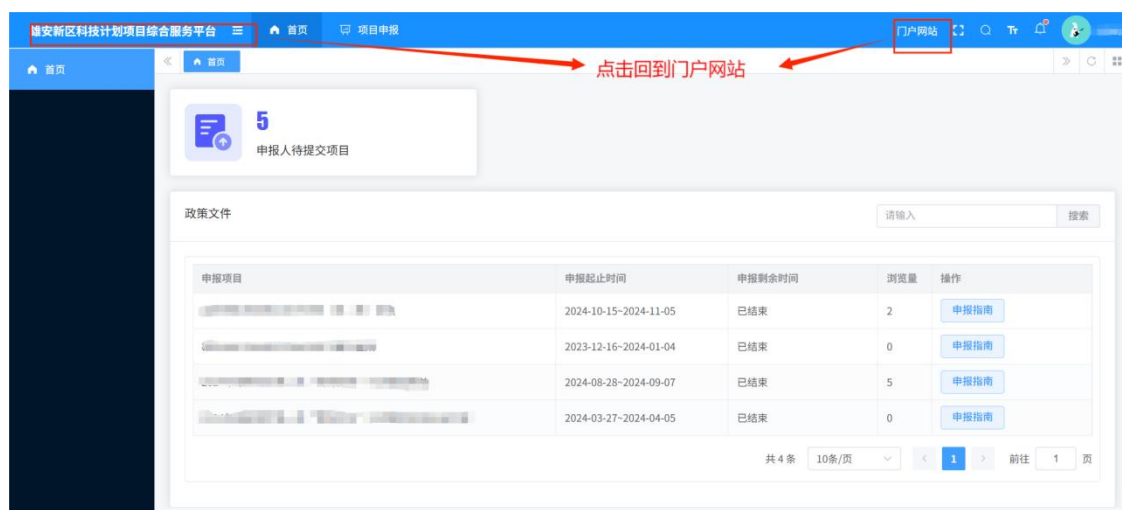 雄安新区科技计划项目综合服务平台 首页 项目申报 门户网站 Tr
首页 首页
点击回到门户网站
5
申报人待提交项目
政策文件 请输入 搜索
申报项目 申报起止时间 申报剩余时间 浏览量 操作
2024-10-15~2024-11-05 已结束 2 申报指南
2023-12-16~2024-01-04 已结束 0 申报指南
2024-08-28~2024-09-07 已结束 5 申报指南
2024-03-27~2024-04-05 已结束 0 申报指南
共 4 条 10条/页 1 前往 1 页